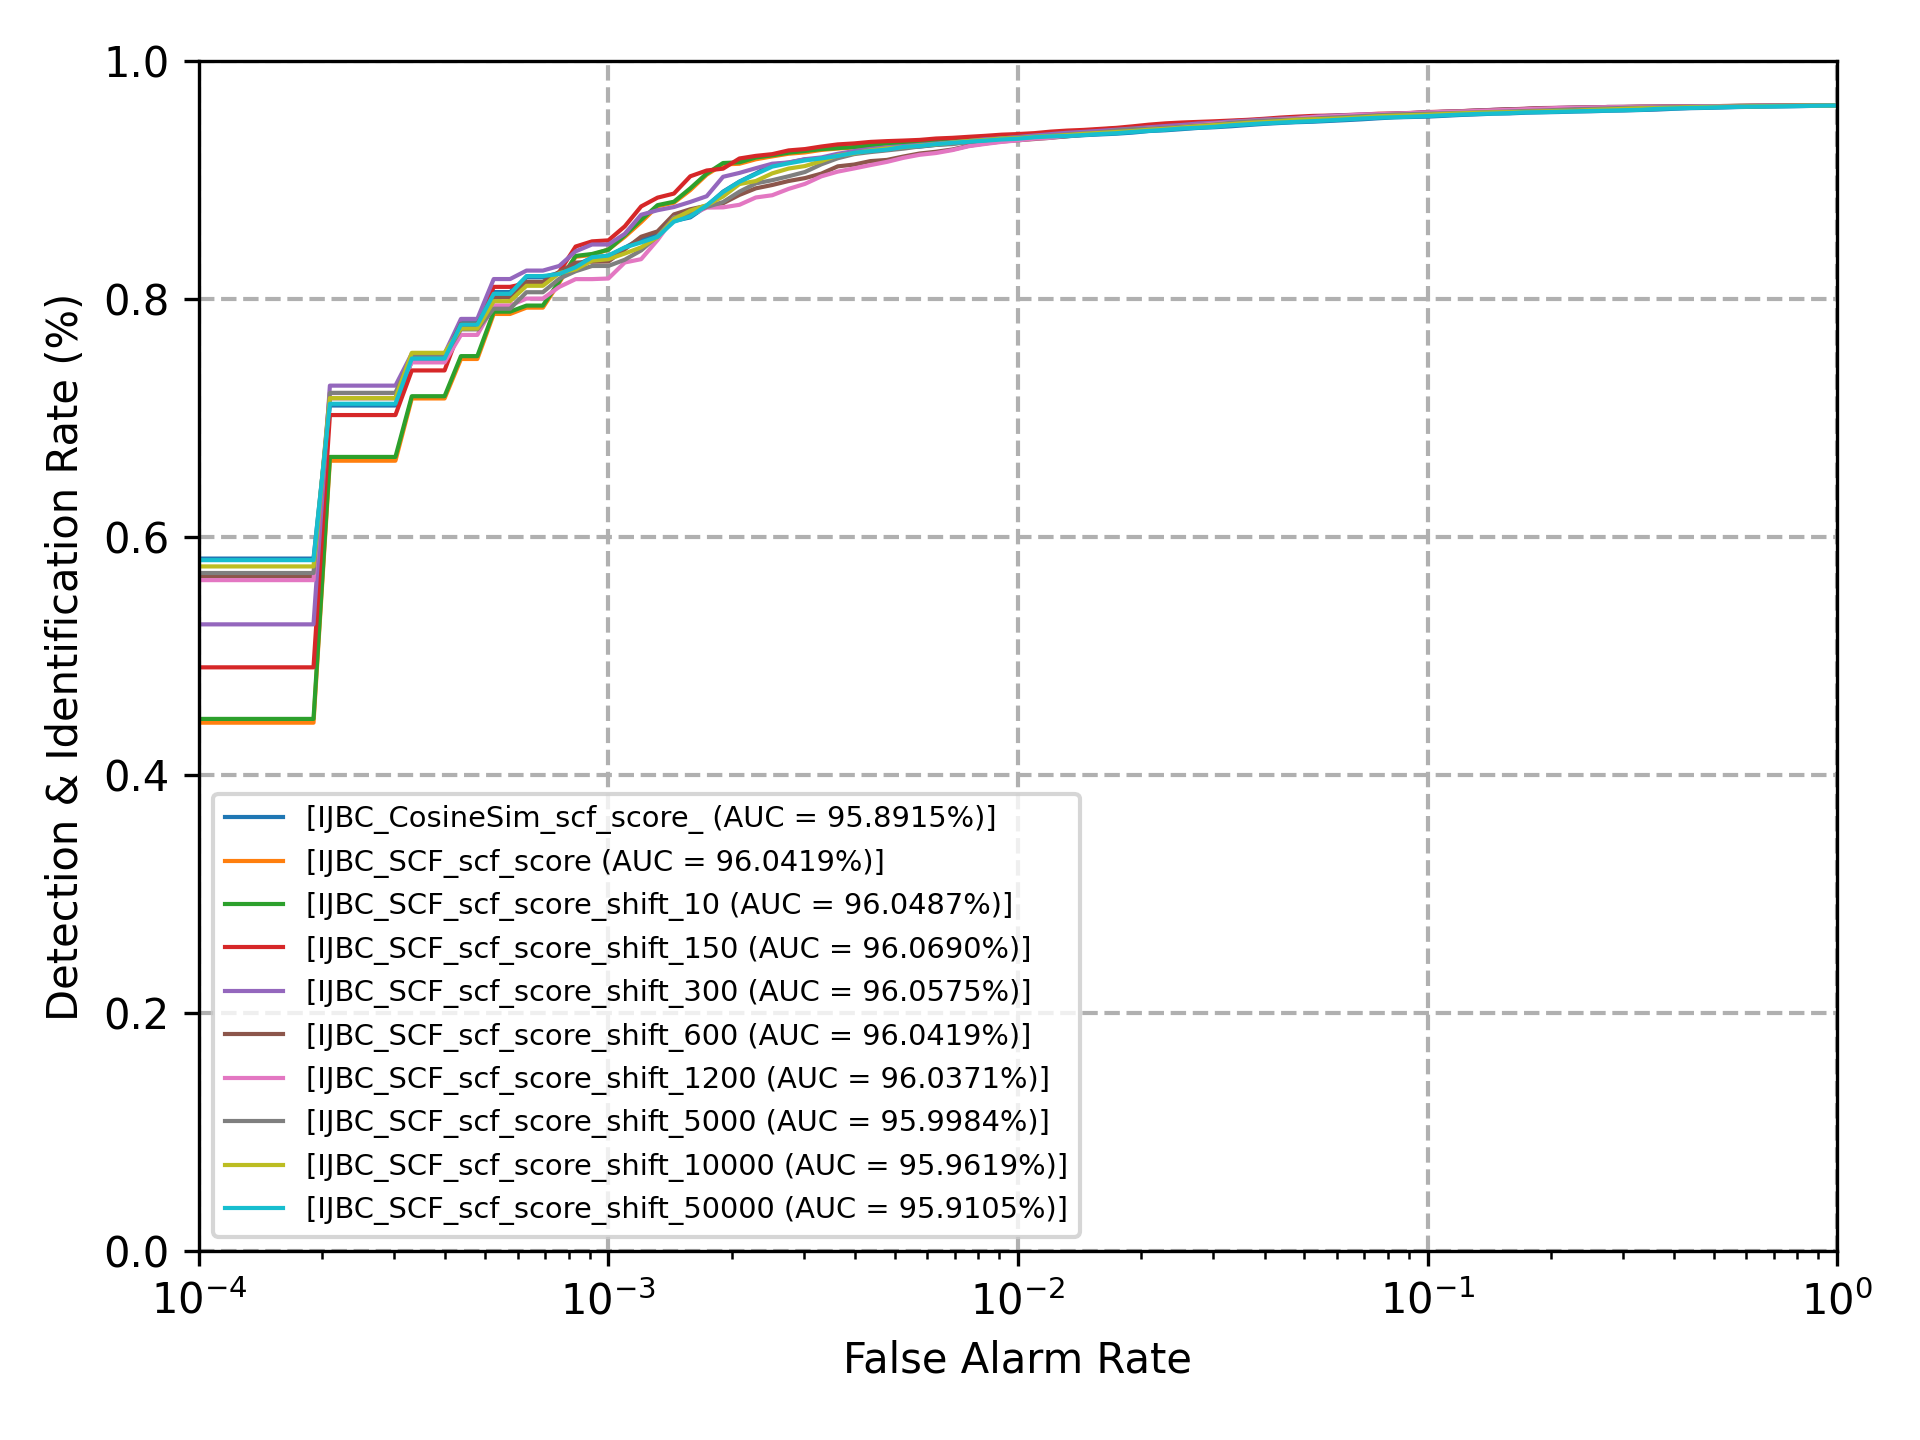 1.0
0.8
0.6
0.4
0.2
0.0
Detection & Identification Rate (%)
[IJBC_CosineSim_scf_score_ (AUC = 95.8915%)]
[IJBC_SCF_scf_score (AUC = 96.0419%)]
[IJBC_SCF_scf_score_shift_10 (AUC = 96.0487%)]
[IJBC_SCF_scf_score_shift_150 (AUC = 96.0690%)]
[IJBC_SCF_scf_score_shift_300 (AUC = 96.0575%)]
[IJBC_SCF_scf_score_shift_600 (AUC = 96.0419%)]
[IJBC_SCF_scf_score_shift_1200 (AUC = 96.0371%)]
[IJBC_SCF_scf_score_shift_5000 (AUC = 95.9984%)]
[IJBC_SCF_scf_score_shift_10000 (AUC = 95.9619%)]
[IJBC_SCF_scf_score_shift_50000 (AUC = 95.9105%)]
10⁻⁴ 10⁻³ 10⁻² 10⁻¹ 10⁰
False Alarm Rate